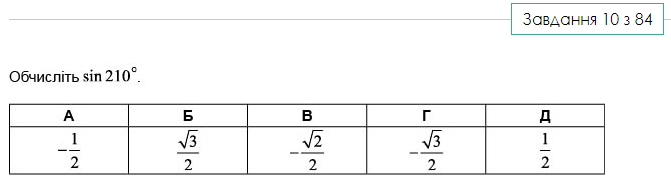 Завдання 10 з 84
Обчисліть sin 210°.
А Б В Г Д
-1/2 √3/2 -√2/2 -√3/2 1/2